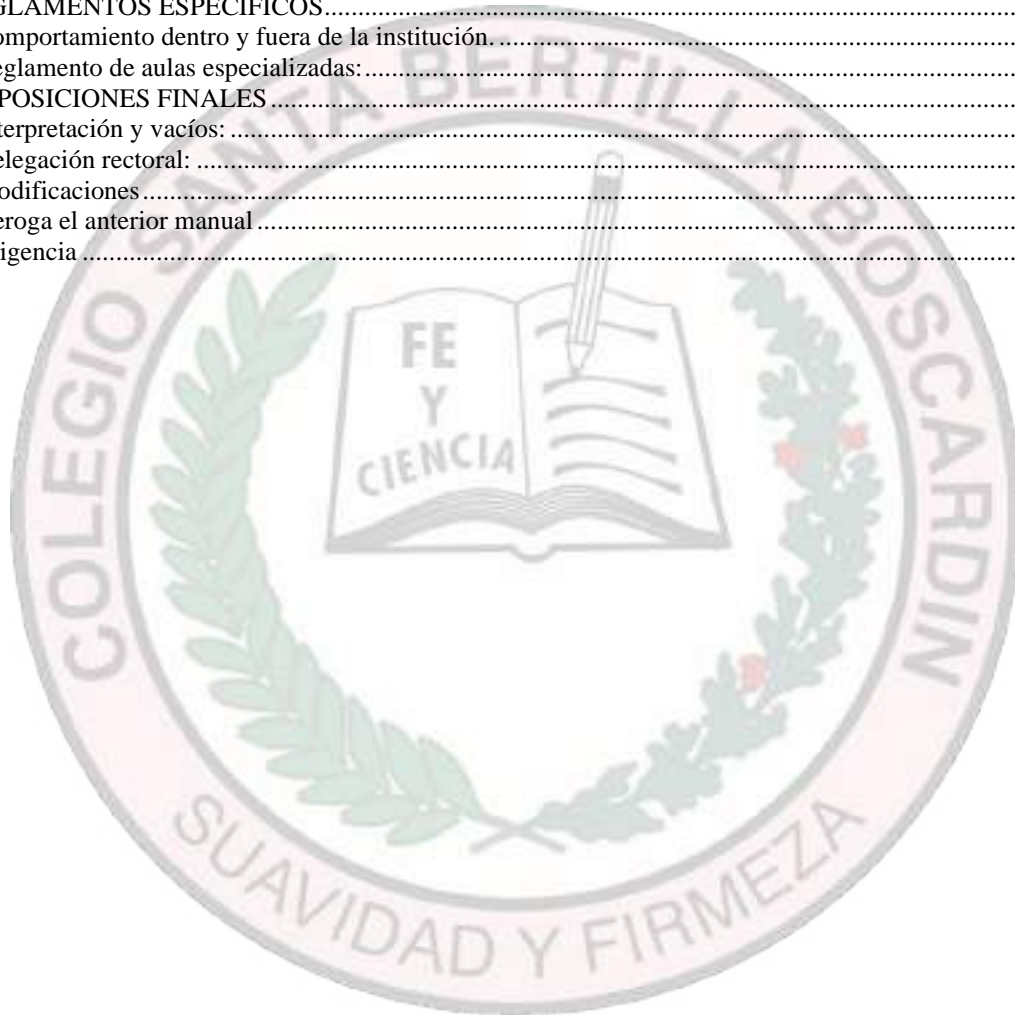 GLAMENTOS ESPECÍFICOS
omportamiento dentro y fuera de la institución.
eglamento de aulas especializadas:
POSICIONES FINALES
terpretación y vacíos:
elegación rectoral:
odificaciones
eroga el anterior manual
igencia
COLEGIO SANTA BERTILLA BOSCARDIN
FE
Y
CIENCIA
SUAVIDAD Y FIRMEZA